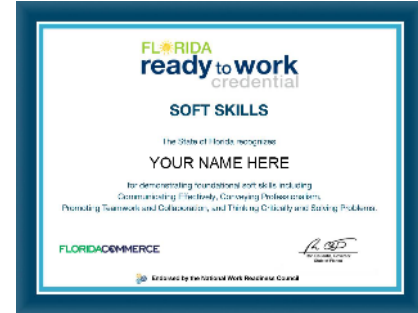 FLORIDA
ready to work
credential
SOFT SKILLS
The State of Florida recognizes
YOUR NAME HERE
for demonstrating foundational soft skills including
Communicating Effectively, Conveying Professionalism,
Promoting Teamwork and Collaboration, and Thinking Critically and Solving Problems.
FLORIDACOMMERCE
Endorsed by the National Work Readiness Council